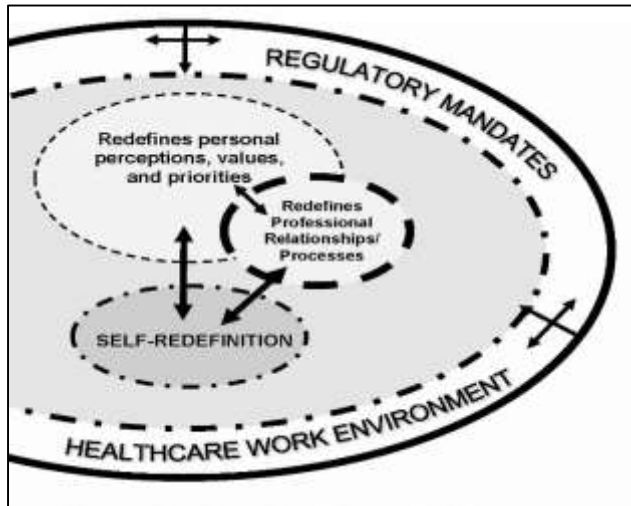 REGULATORY MANDATES
Redefines personal
perceptions, values,
and priorities
Redefines
Professional
Relationships/
Processes
SELF-REDEFINITION
HEALTHCARE WORK ENVIRONMENT